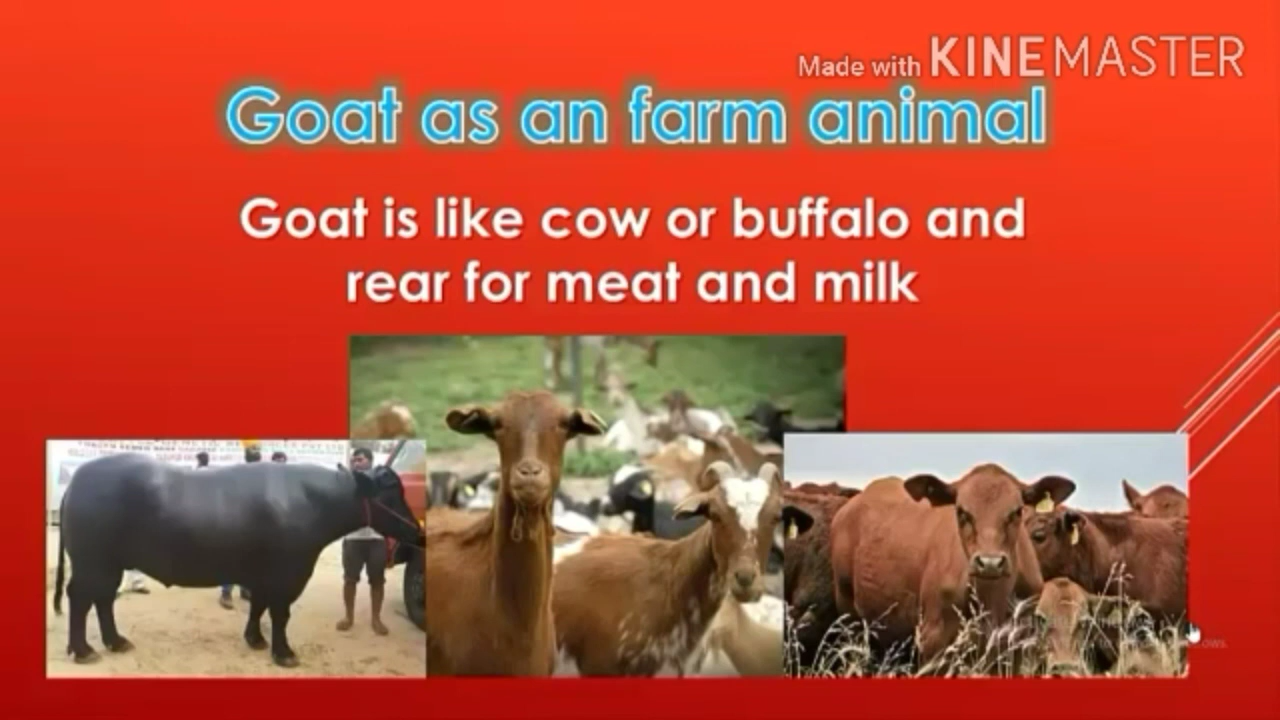 Made with KINEMASTER
Goat as an farm animal
Goat is like cow or buffalo and
rear for meat and milk